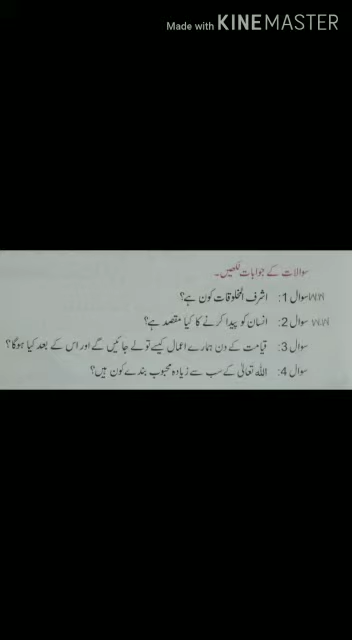 Made with KINEMASTER
سوالات کے جوابات لکھیں۔
سوال 1: اشرف المخلوقات کون ہے؟
سوال 2: انسان کو پیدا کرنے کا کیا مقصد ہے؟
سوال 3: قیامت کے دن ہمارے اعمال کیسے تولے جائیں گے اور اس کے بعد کیا ہوگا؟
سوال 4: اللہ تعالیٰ کے سب سے زیادہ محبوب بندے کون ہیں؟